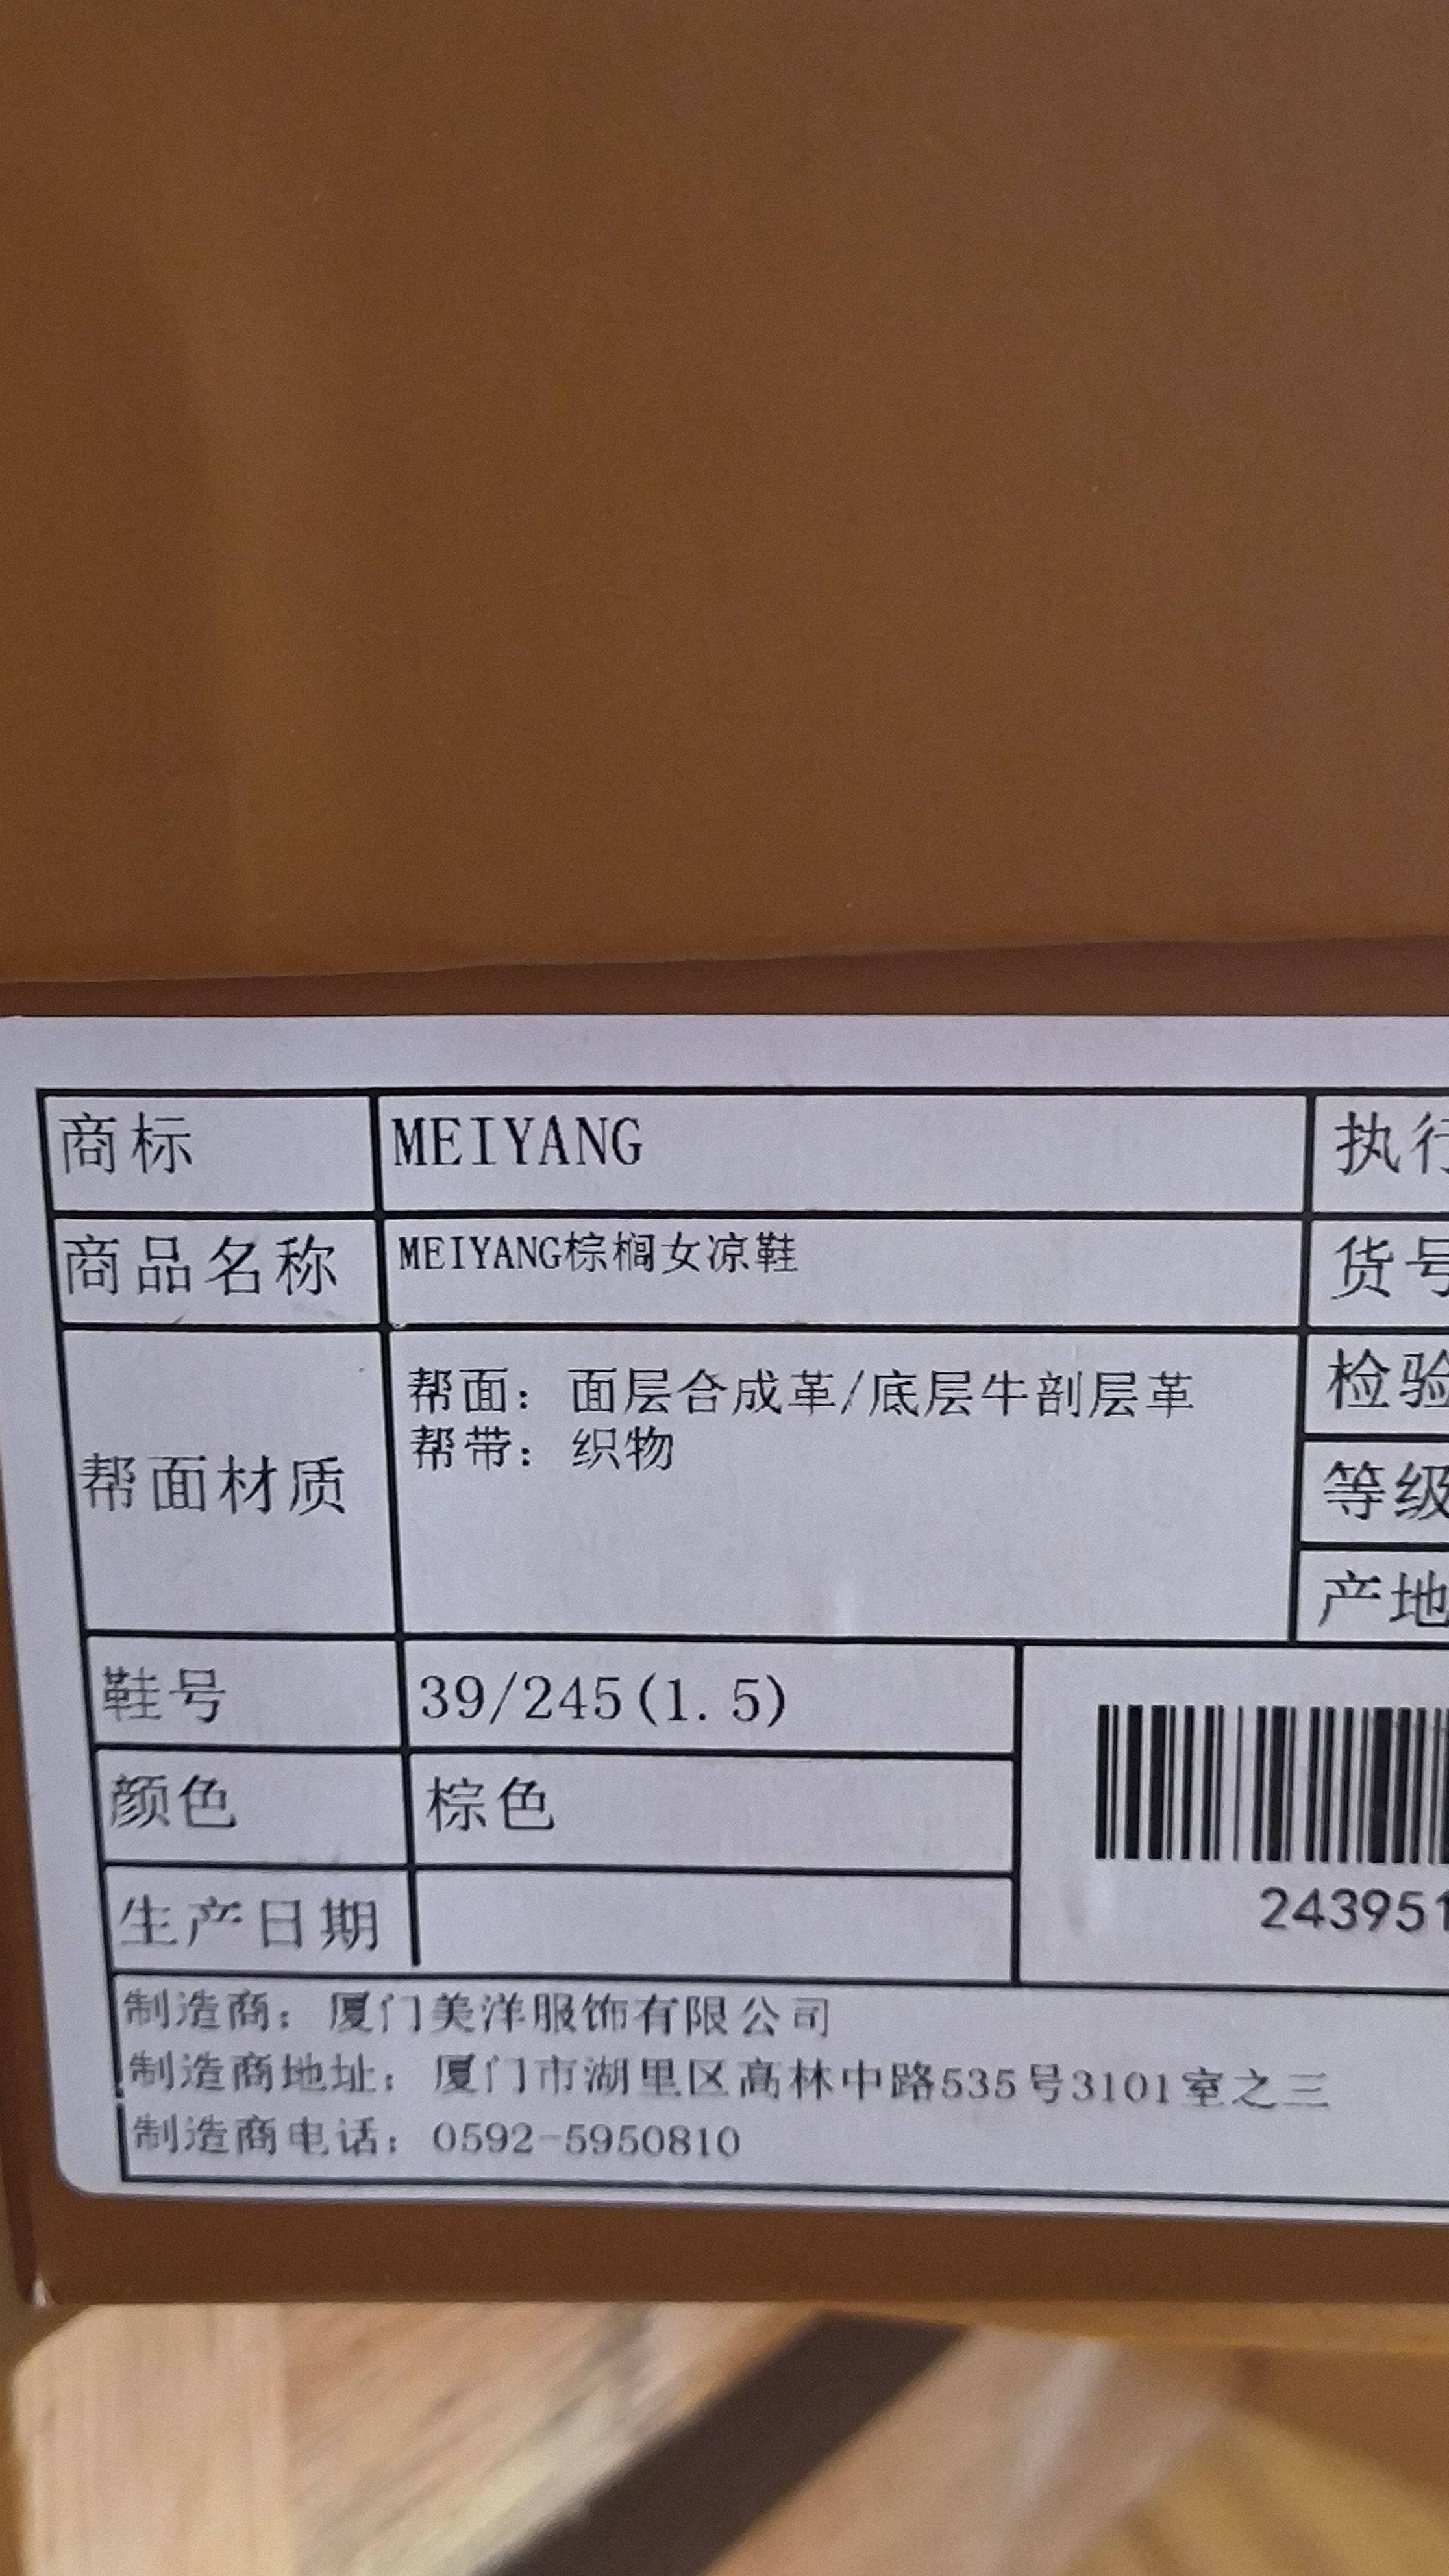 商标 MEIYANG 执行
商品名称 MEIYANG棕榈女凉鞋 货号
帮面材质 帮面：面层合成革/底层牛剖层革 检验
帮带：织物 等级
产地
鞋号 39/245(1.5)
颜色 棕色
生产日期 243951
制造商：厦门美洋服饰有限公司
制造商地址：厦门市湖里区高林中路535号3101室之三
制造商电话：0592-5950810